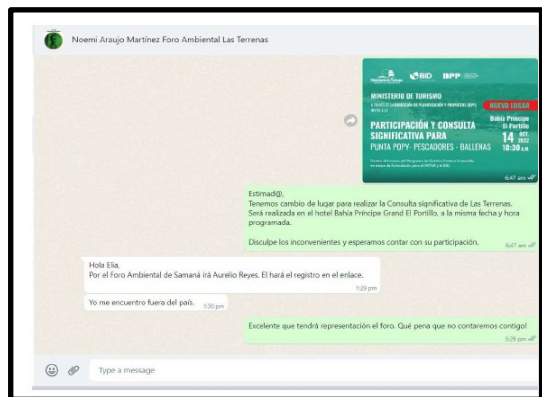 Noemi Araujo Martínez Foro Ambiental Las Terrenas
BID
DPP
MINISTERIO DE TURISMO
NUEVO LUGAR
PARTICIPACIÓN Y CONSULTA
SIGNIFICATIVA PARA
PUNTA POPY- PESCADORES - BALLENAS
Bahía Príncipe
El Portillo
14 OCT.
2022
10:30 A.M
6:47 am
Estimad@,
Tenemos cambio de lugar para realizar la Consulta significativa de Las Terrenas.
Será realizada en el hotel Bahía Príncipe Grand El Portillo, a la misma fecha y hora
programada.
Disculpe los inconvenientes y esperamos contar con su participación.
6:47 am
Hola Elia,
Por el Foro Ambiental de Samaná irá Aurelio Reyes. El hará el registro en el enlace.
1:29 pm
Yo me encuentro fuera del país.
1:30 pm
Excelente que tendrá representación el foro. Qué pena que no contaremos contigo!
5:29 pm
Type a message